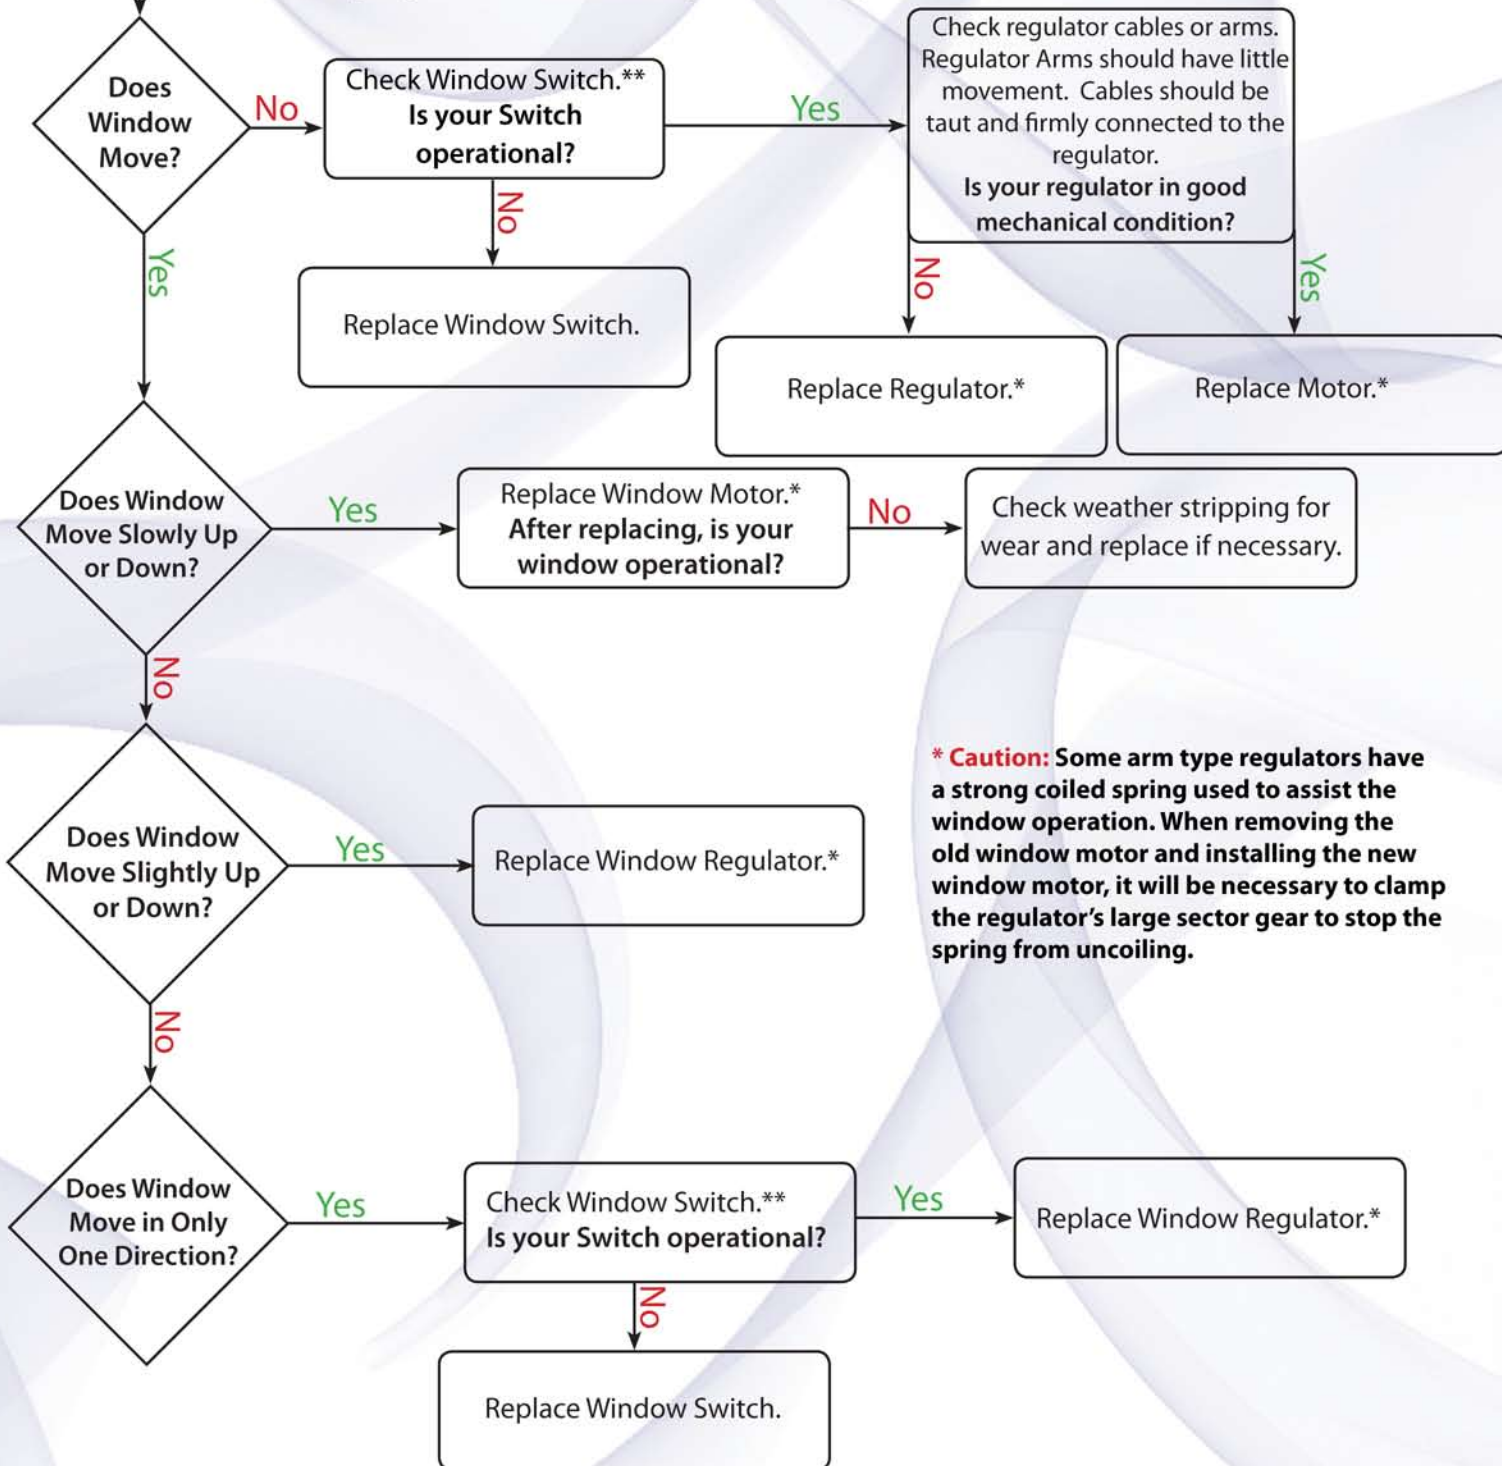 Does
Window
Move?
No
Check Window Switch.**
Is your Switch
operational?
Yes
Check regulator cables or arms.
Regulator Arms should have little
movement. Cables should be
taut and firmly connected to the
regulator.
Is your regulator in good
mechanical condition?
No
Replace Window Switch.
No
Replace Regulator.*
Yes
Replace Motor.*
Yes
Does Window
Move Slowly Up
or Down?
Yes
Replace Window Motor.*
After replacing, is your
window operational?
No
Check weather stripping for
wear and replace if necessary.
No
Does Window
Move Slightly Up
or Down?
Yes
Replace Window Regulator.*
* Caution: Some arm type regulators have
a strong coiled spring used to assist the
window operation. When removing the
old window motor and installing the new
window motor, it will be necessary to clamp
the regulator's large sector gear to stop the
spring from uncoiling.
No
Does Window
Move in Only
One Direction?
Yes
Check Window Switch.**
Is your Switch operational?
Yes
Replace Window Regulator.*
No
Replace Window Switch.